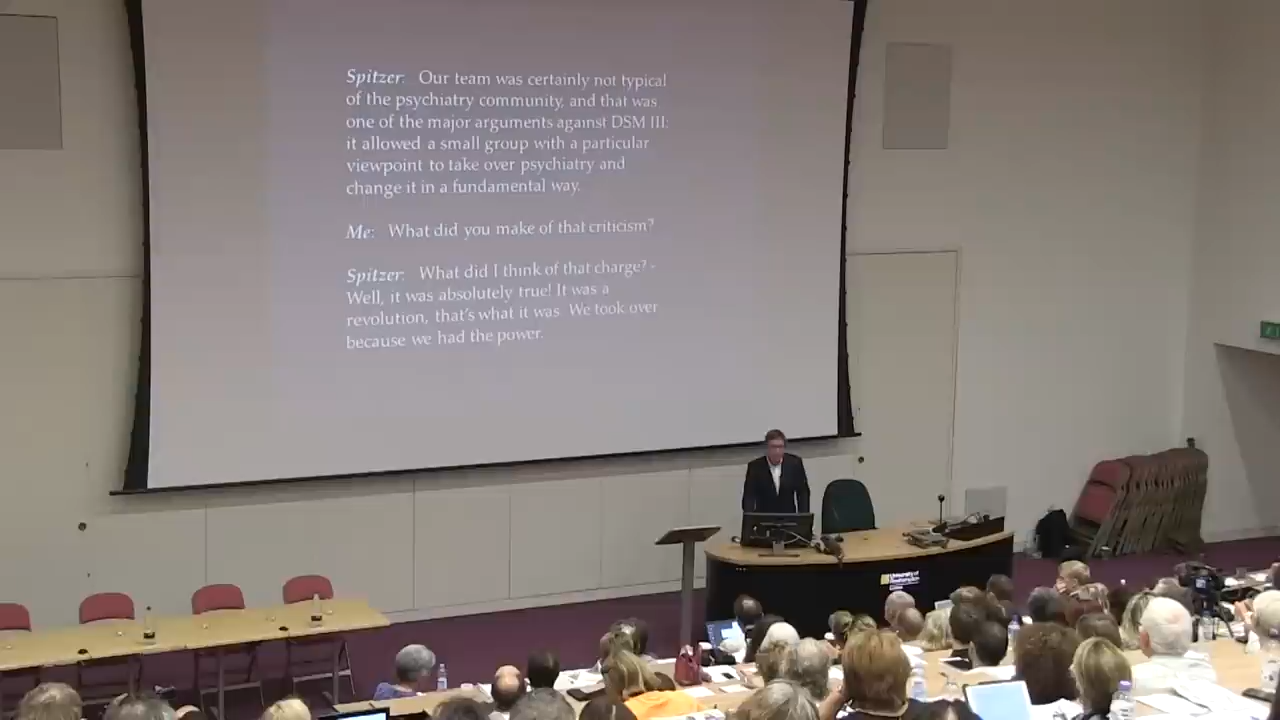 Spitzer: Our team was certainly not typical
of the psychiatry community, and that was
one of the major arguments against DSM III:
it allowed a small group with a particular
viewpoint to take over psychiatry and
change it in a fundamental way.
Me: What did you make of that criticism?
Spitzer: What did I think of that charge? -
Well, it was absolutely true! It was a
revolution, that's what it was. We took over
because we had the power.
University of